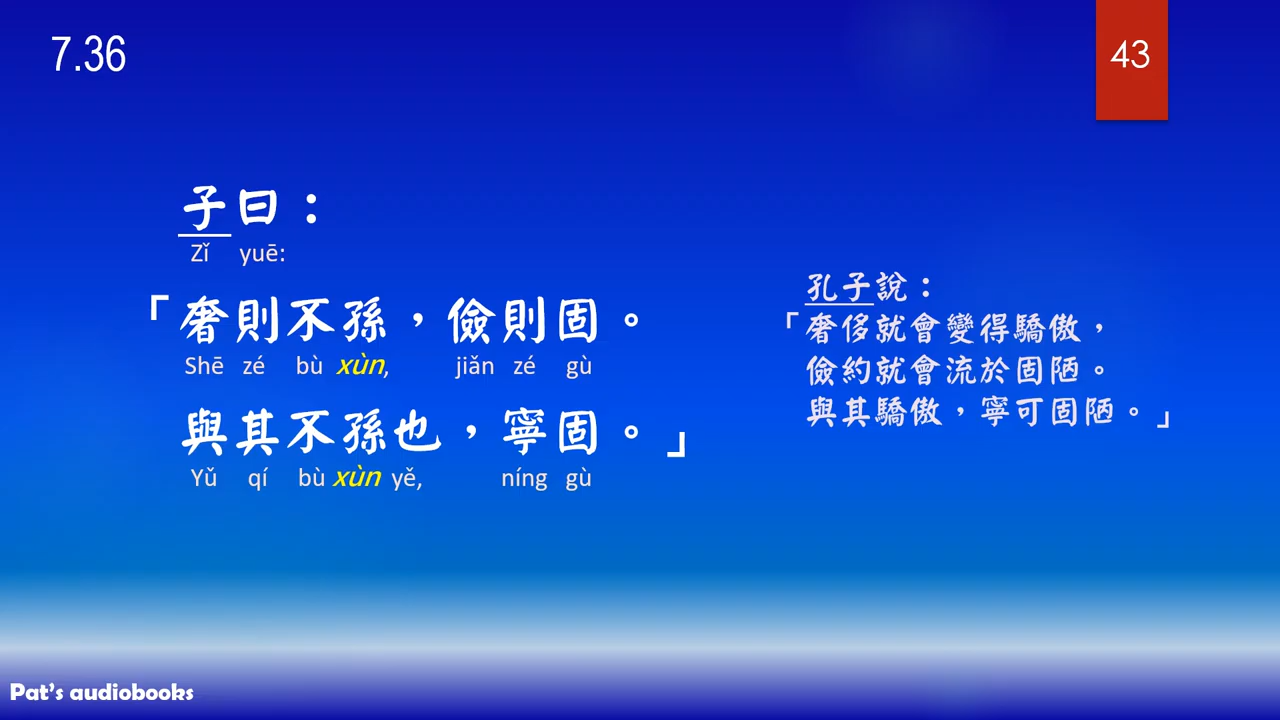 7.36
43
子曰：
Zǐ yuē:
「奢則不孫，儉則固。
Shē zé bù xùn, jiǎn zé gù
與其不孫也，寧固。」
Yǔ qí bù xùn yě, níng gù
孔子說：
「奢侈就會變得驕傲，
儉約就會流於固陋。
與其驕傲，寧可固陋。」
Pat's audiobooks